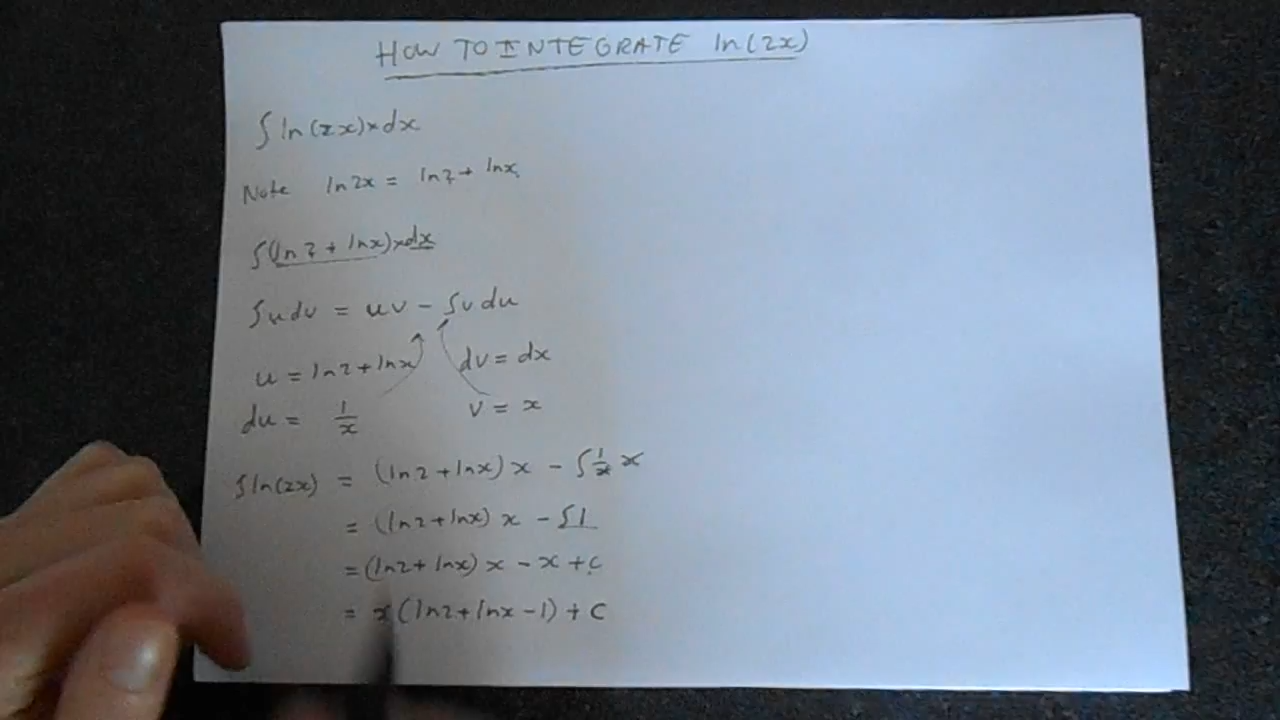 HOW TO INTEGRATE ln(2x)
∫ ln(2x)×dx
Note ln2x = ln2 + lnx
∫(ln2 + lnx)×dx
∫udv = uv - ∫vdu
u = ln2 + lnx dv = dx
du = 1/x v = x
∫ln(2x) = (ln2 + lnx) x - ∫1/x x
= (ln2 + lnx) x - ∫1
= (ln2 + lnx) x - x + c
= x(ln2 + lnx - 1) + c